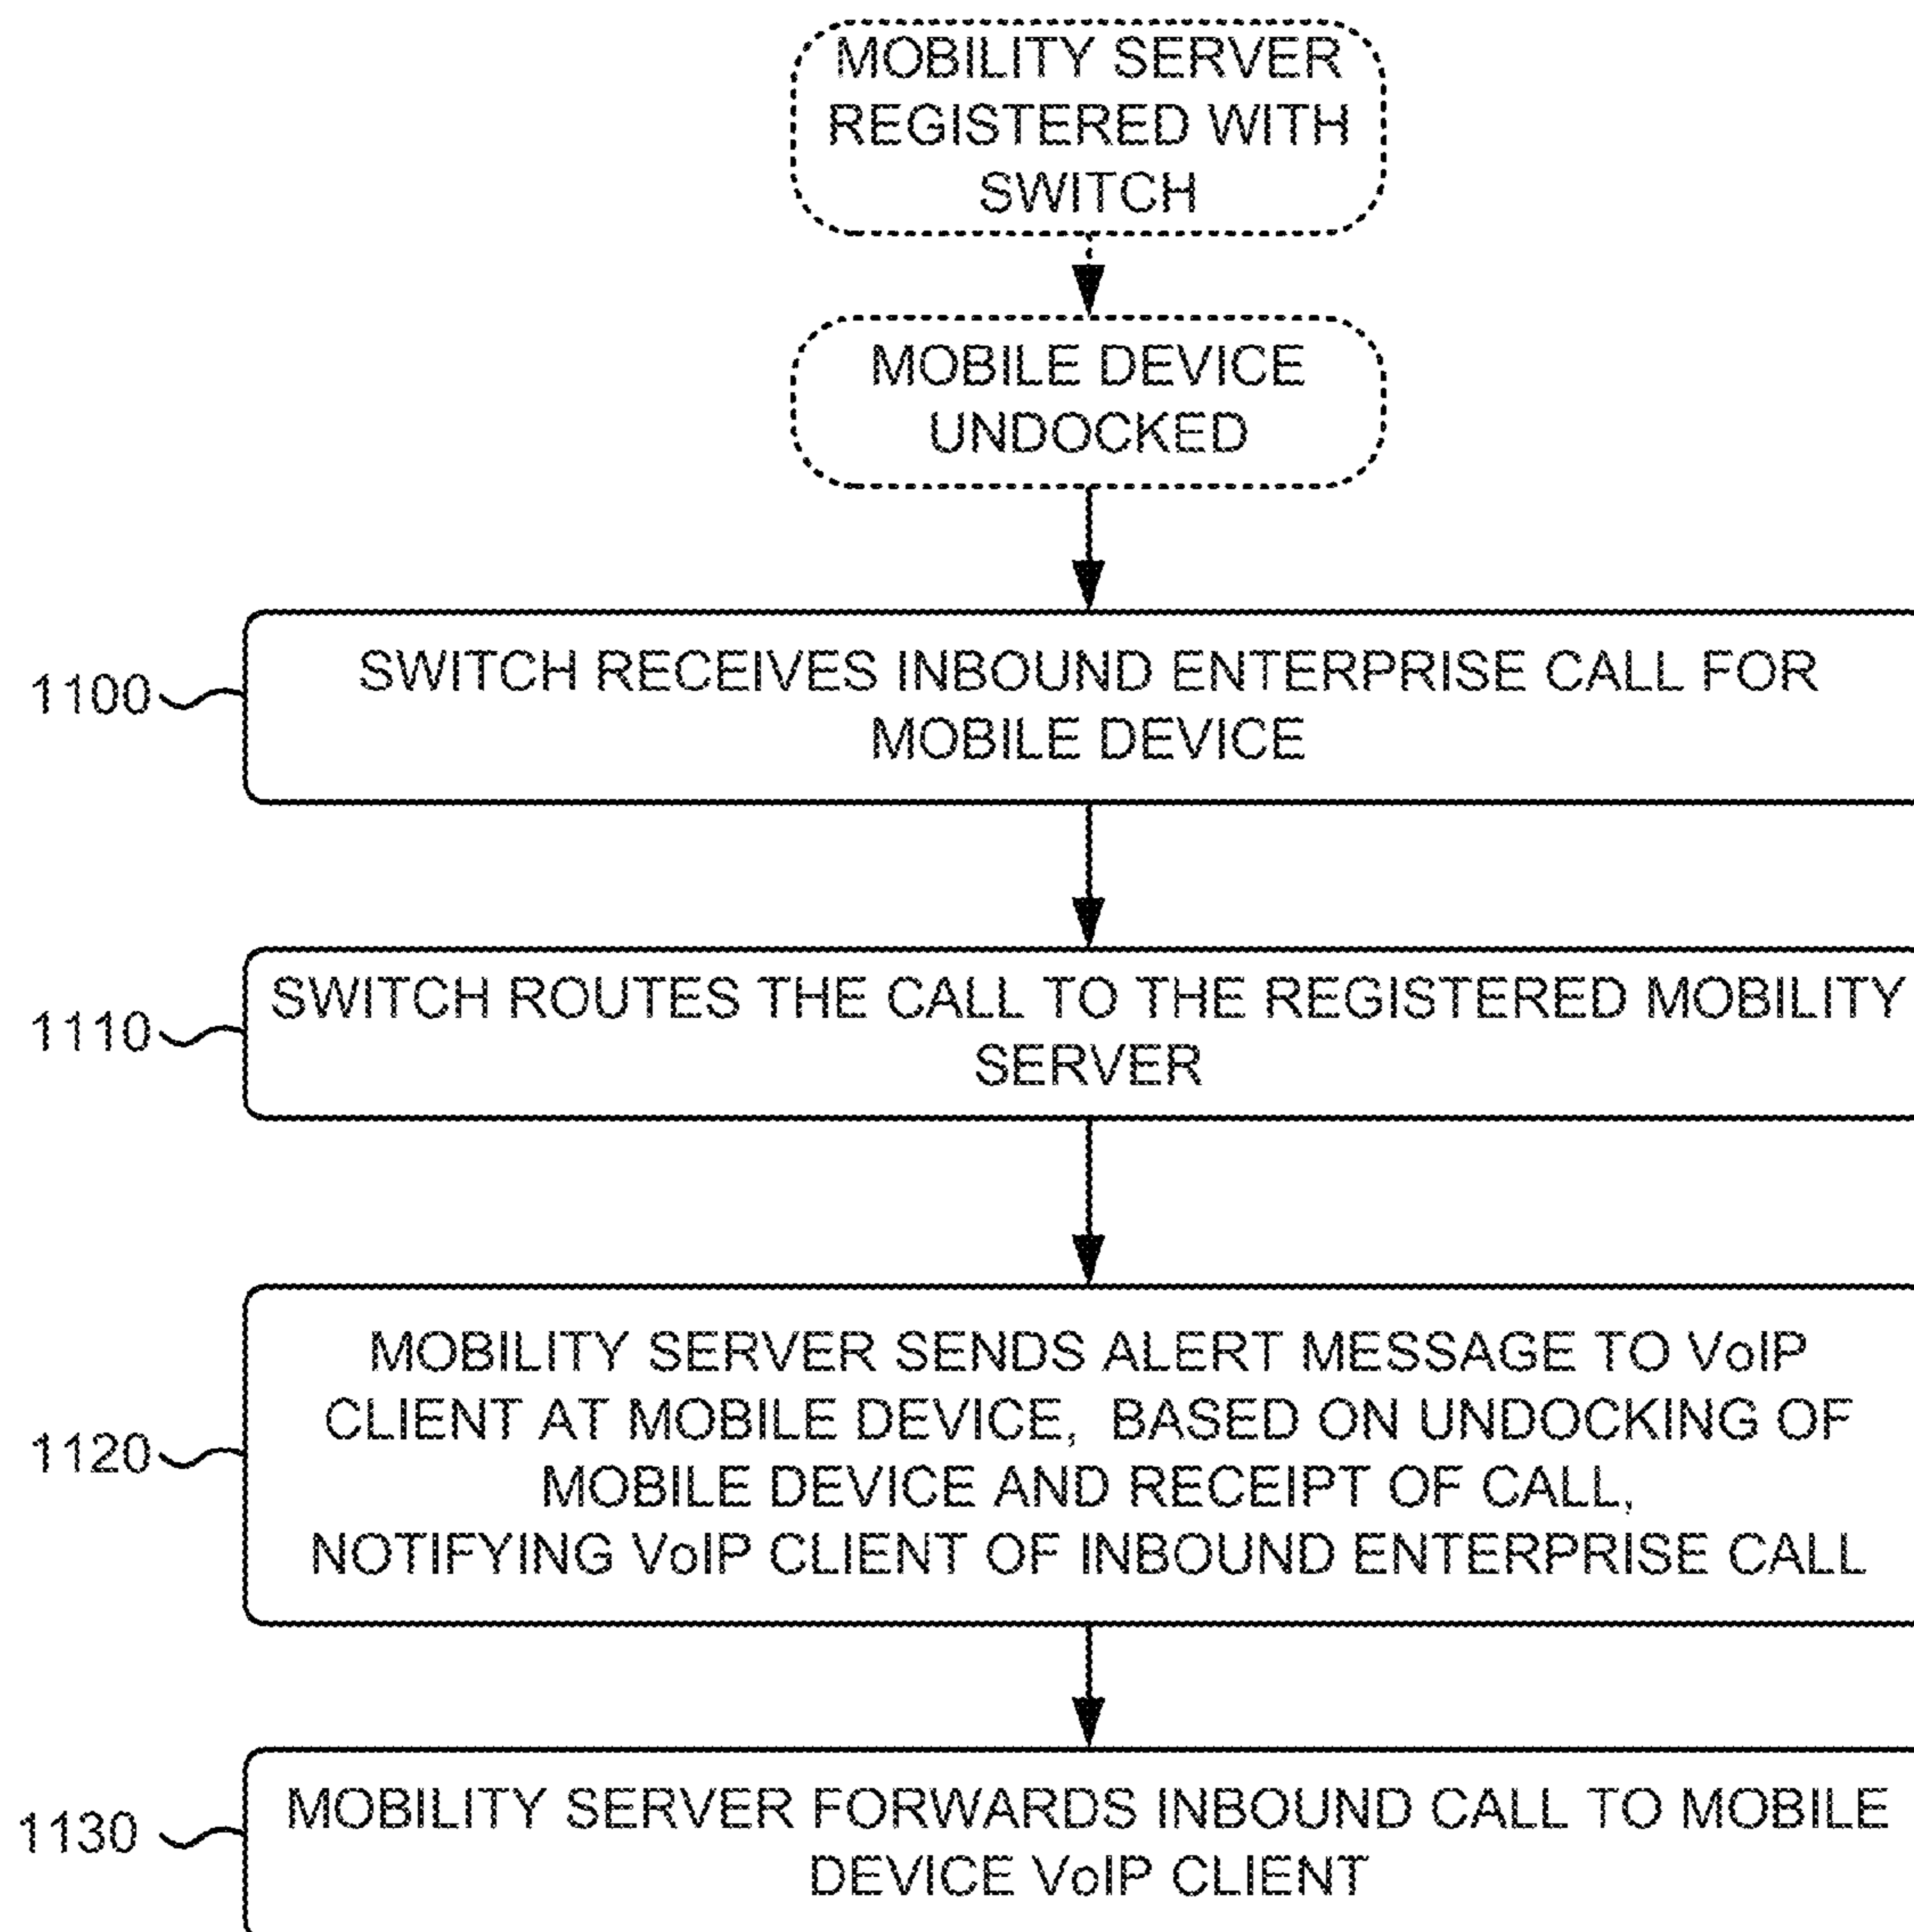 MOBILITY SERVER
REGISTERED WITH
SWITCH
MOBILE DEVICE
UNDOCKED
1100
SWITCH RECEIVES INBOUND ENTERPRISE CALL FOR
MOBILE DEVICE
1110
SWITCH ROUTES THE CALL TO THE REGISTERED MOBILITY
SERVER
1120
MOBILITY SERVER SENDS ALERT MESSAGE TO VoIP
CLIENT AT MOBILE DEVICE, BASED ON UNDOCKING OF
MOBILE DEVICE AND RECEIPT OF CALL,
NOTIFYING VoIP CLIENT OF INBOUND ENTERPRISE CALL
1130
MOBILITY SERVER FORWARDS INBOUND CALL TO MOBILE
DEVICE VoIP CLIENT